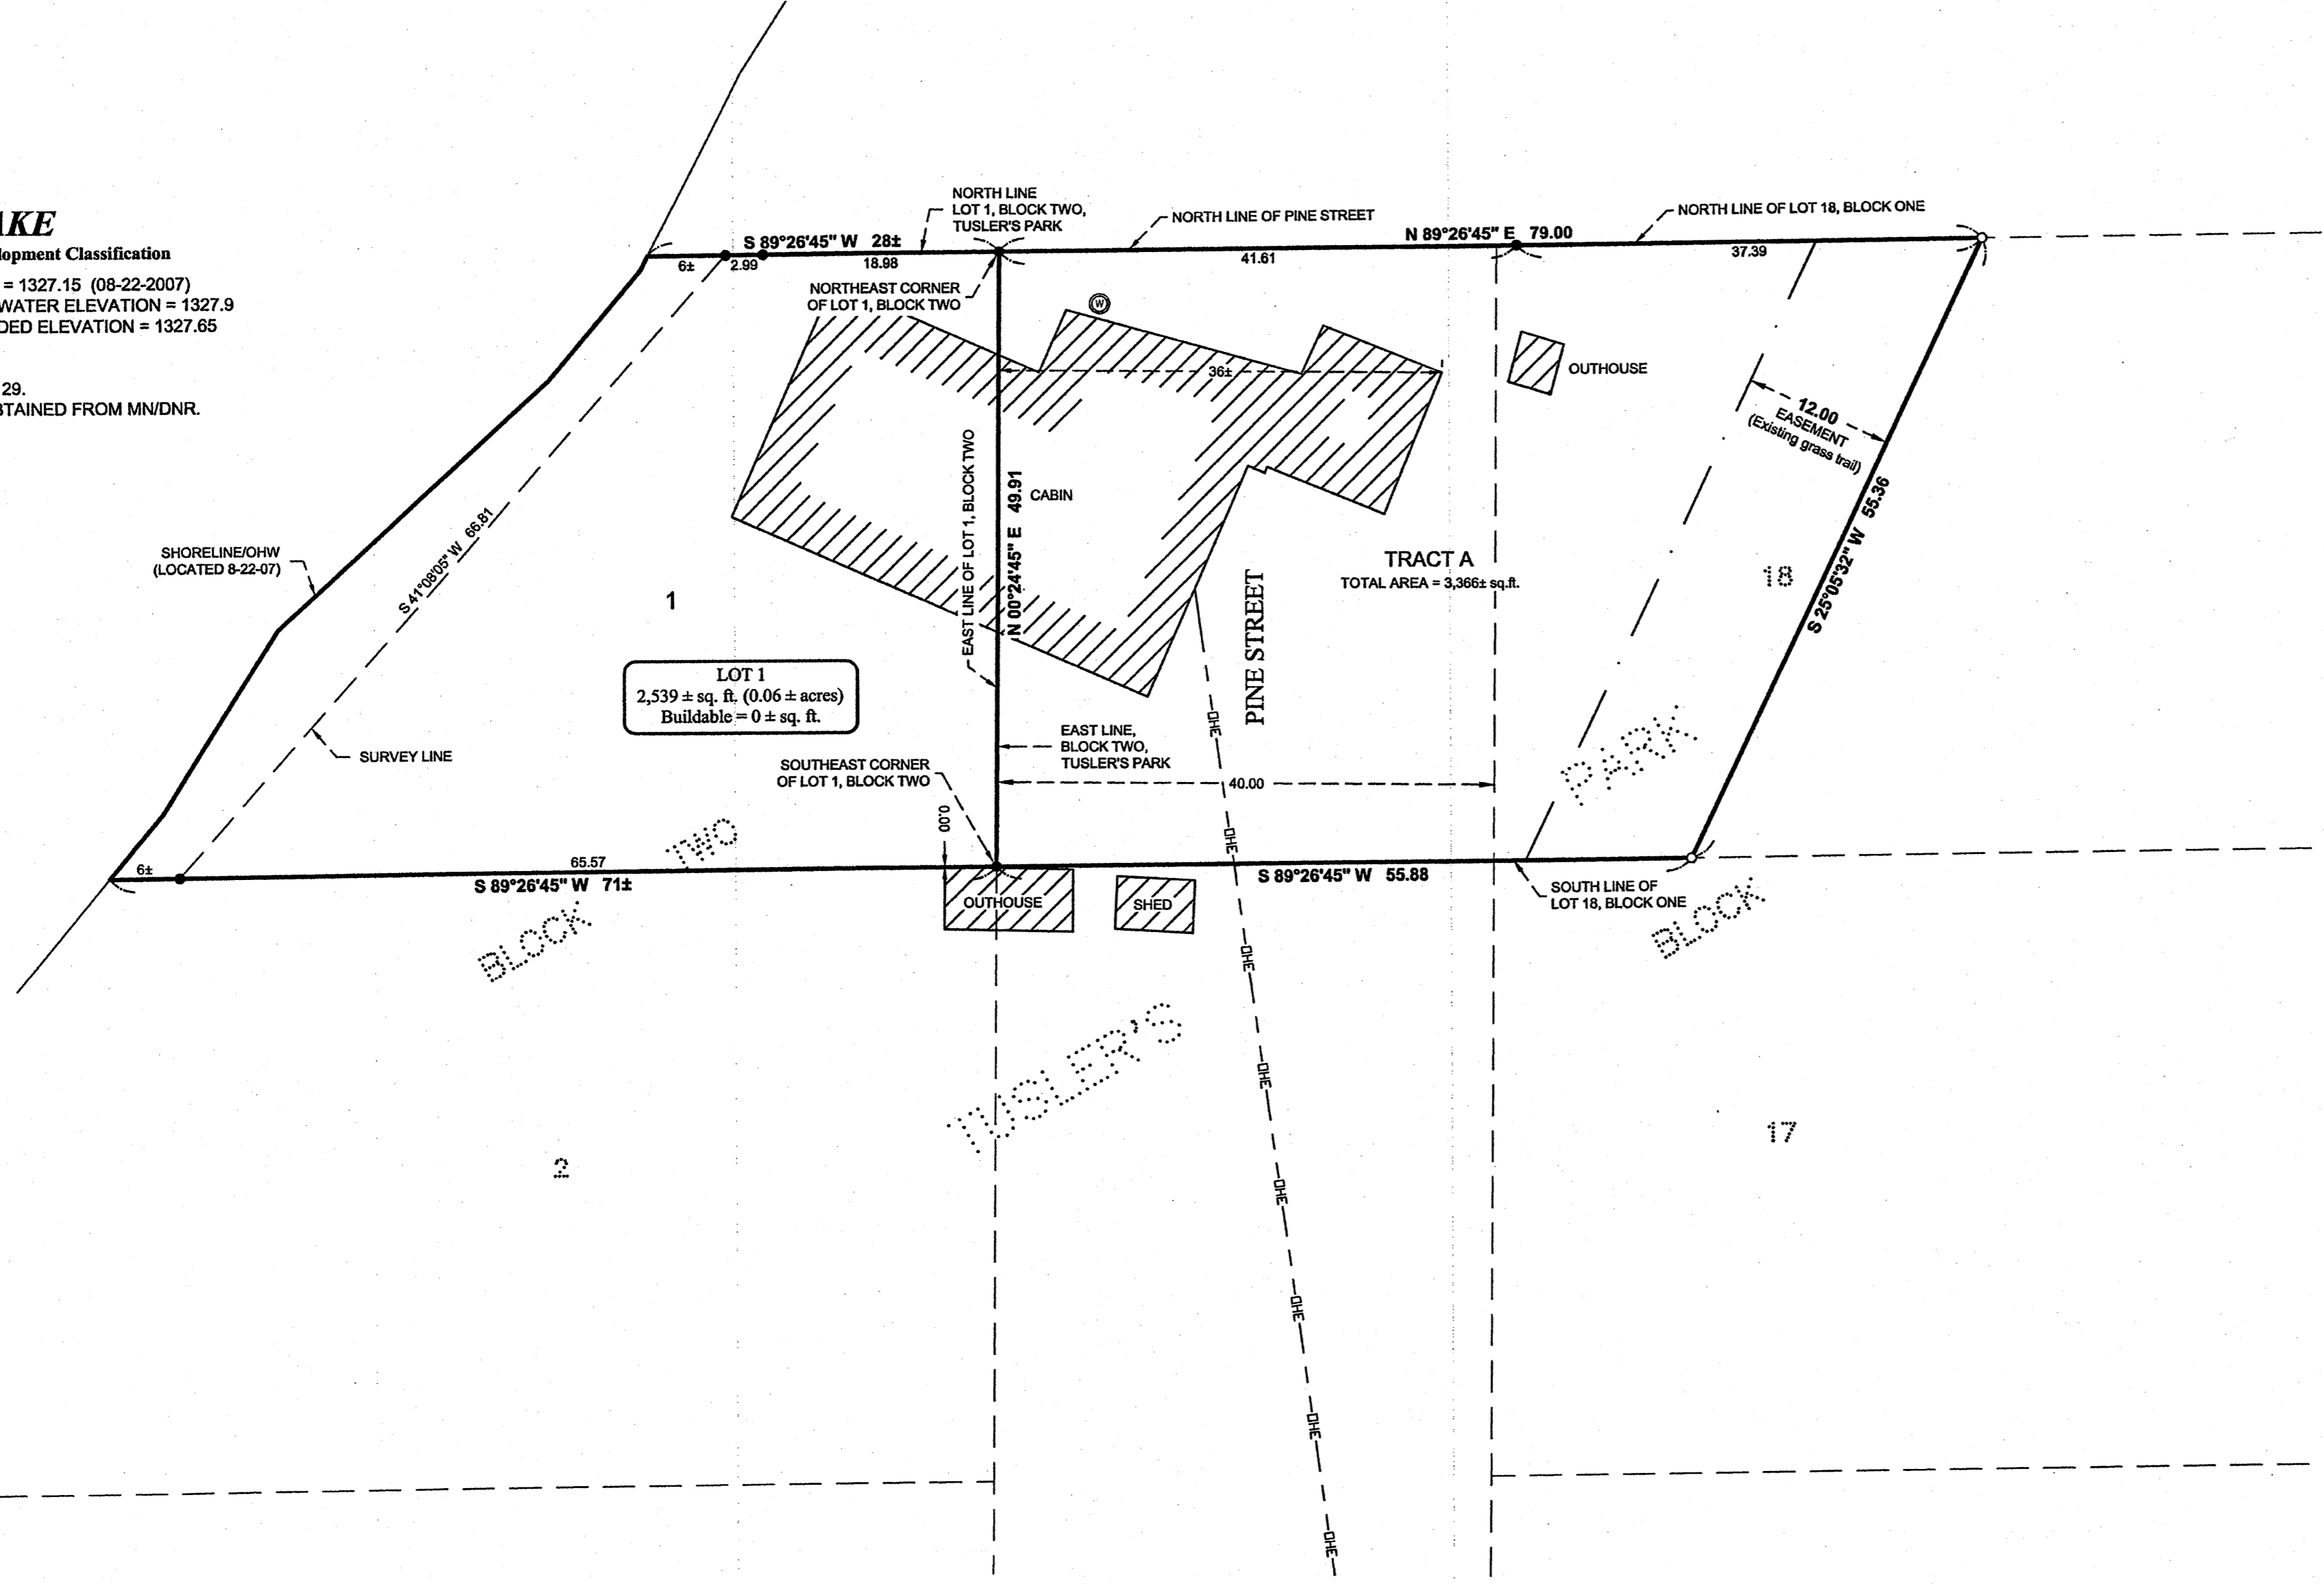 AKE
lopment Classification
= 1327.15 (08-22-2007)
WATER ELEVATION = 1327.9
DED ELEVATION = 1327.65
29.
BTAINED FROM MN/DNR.
NORTH LINE
LOT 1, BLOCK TWO,
TUSLER'S PARK
NORTH LINE OF PINE STREET
NORTH LINE OF LOT 18, BLOCK ONE
S 89°26'45" W 28±
N 89°26'45" E 79.00
6±
2.99
18.98
41.61
37.39
NORTHEAST CORNER
OF LOT 1, BLOCK TWO
W
36±
OUTHOUSE
12.00
EASEMENT
(Existing grass trail)
EAST LINE OF LOT 1, BLOCK TWO
N 00°24'45" E 49.91
CABIN
S 41°08'05" W 66.81
SHORELINE/OHW
(LOCATED 8-22-07)
TRACT A
TOTAL AREA = 3,366± sq.ft.
S 25°05'32" W 55.36
18
1
PINE STREET
LOT 1
2,539 ± sq. ft. (0.06 ± acres)
Buildable = 0 ± sq. ft.
OHE
EAST LINE,
BLOCK TWO,
TUSLER'S PARK
SURVEY LINE
SOUTHEAST CORNER
OF LOT 1, BLOCK TWO
40.00
PARK
0.00
TWO
6±
65.57
S 89°26'45" W 71±
OHE
S 89°26'45" W 55.88
OUTHOUSE
SHED
SOUTH LINE OF
LOT 18, BLOCK ONE
BLOCK
BLOCK
OHE
TUSLER'S
OHE
17
2
OHE
OHE
OHE
OHE